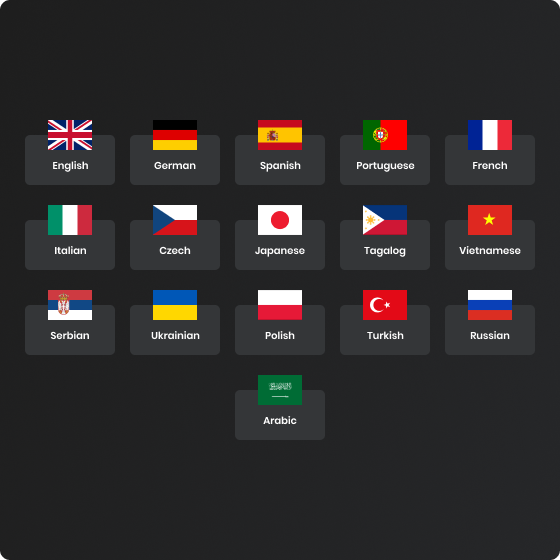 English
German
Spanish
Portuguese
French
Italian
Czech
Japanese
Tagalog
Vietnamese
Serbian
Ukrainian
Polish
Turkish
Russian
Arabic